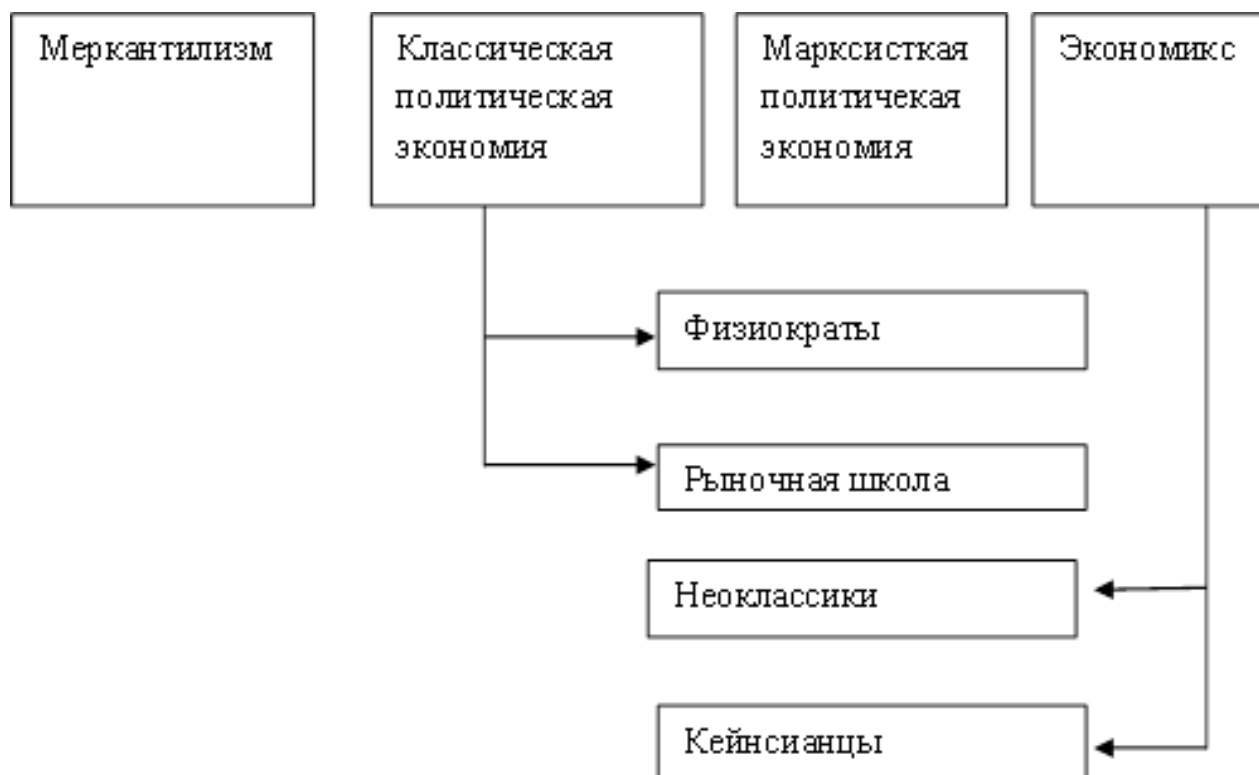 Меркантилизм
Классическая
политическая
экономия
Марксисткая
политичекая
экономия
Экономикс
Физиократы
Рыночная школа
Неоклассики
Кейнсианцы